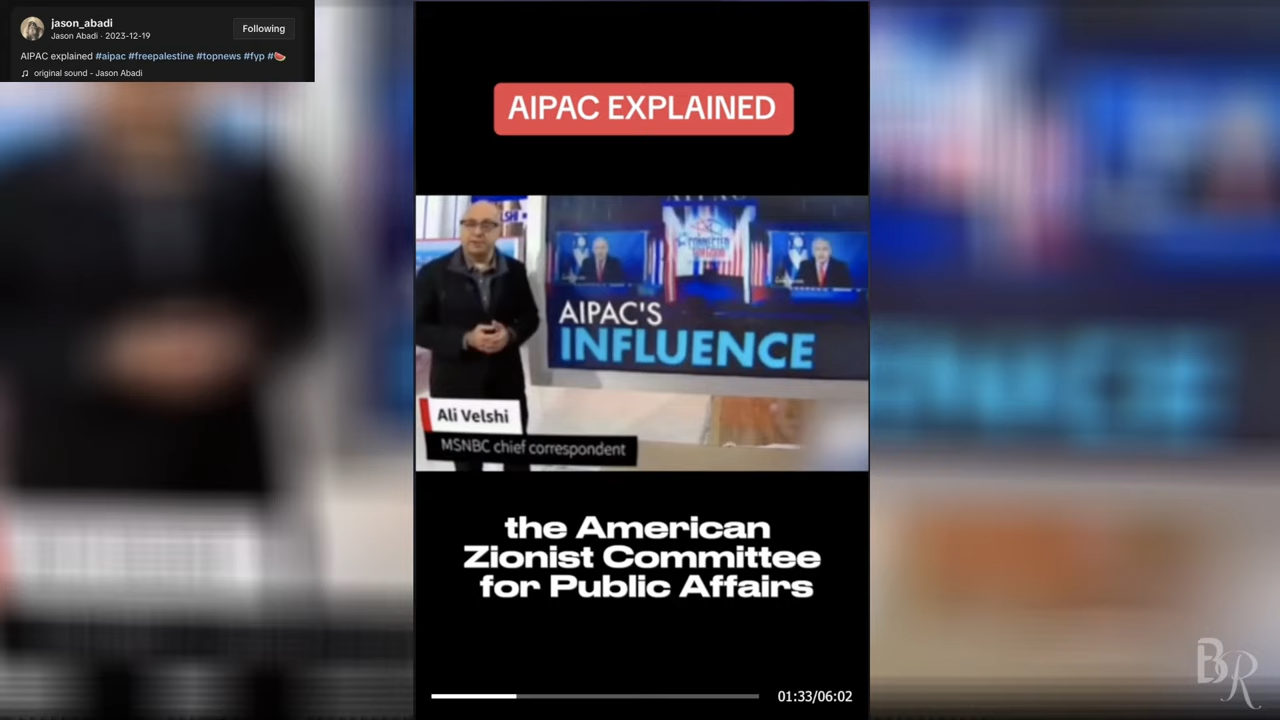 jason_abadi
Jason Abadi · 2023-12-19
Following
AIPAC explained #aipac #freepalestine #topnews #fyp #🍉
original sound - Jason Abadi
AIPAC EXPLAINED
AIPAC'S
INFLUENCE
Ali Velshi
MSNBC chief correspondent
the American
Zionist Committee
for Public Affairs
01:33/06:02
BR